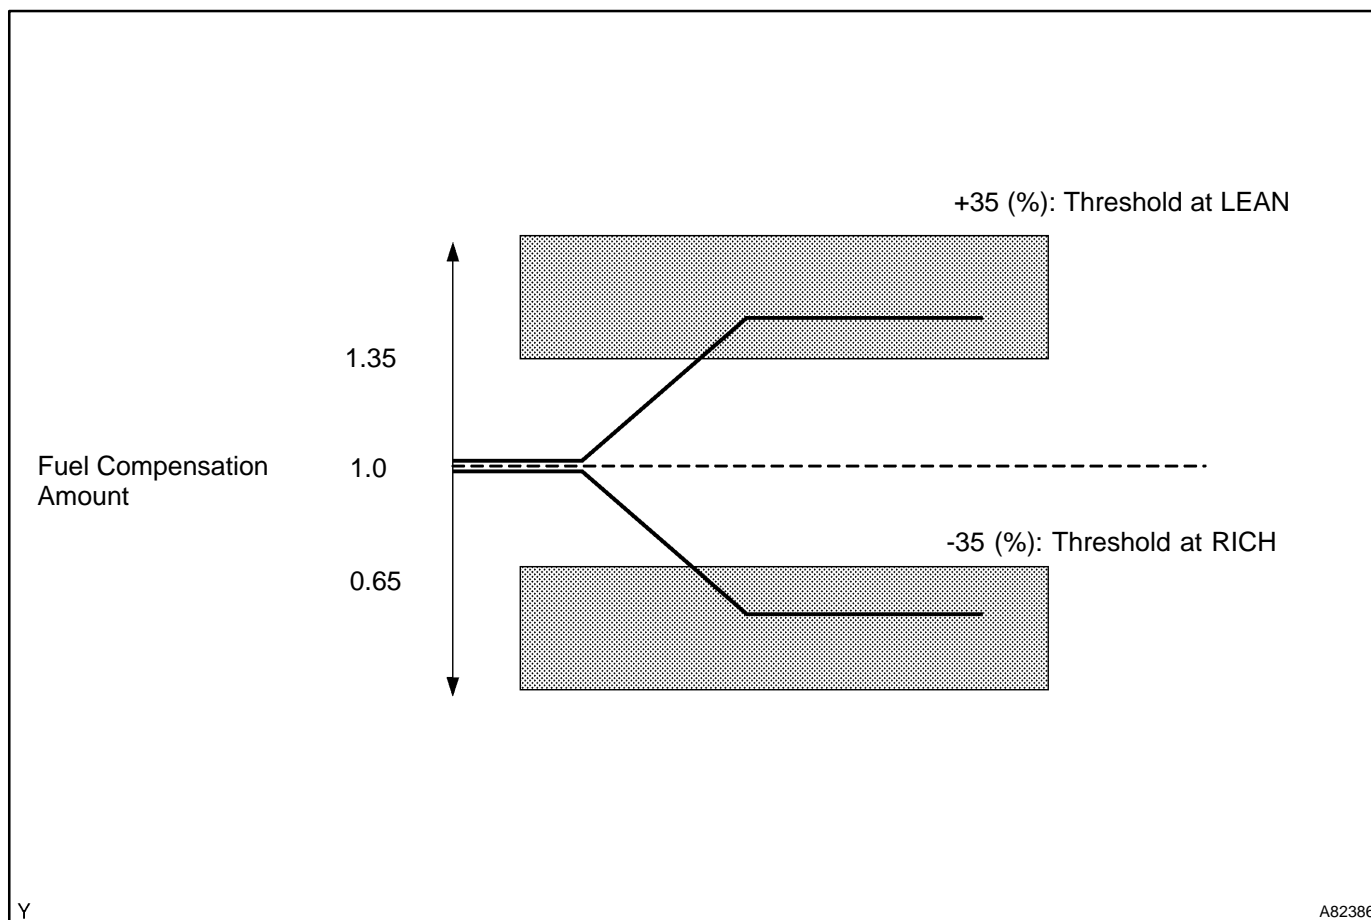 +35 (%): Threshold at LEAN
1.35
Fuel Compensation
Amount
1.0
-35 (%): Threshold at RICH
0.65
Y
A82386